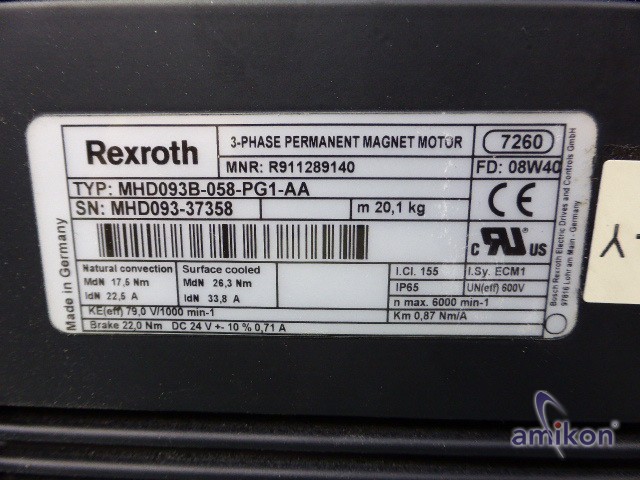 Rexroth
3-PHASE PERMANENT MAGNET MOTOR
7260
MNR: R911289140
FD: 08W40
TYP: MHD093B-058-PG1-AA
SN: MHD093-37358
m 20,1 kg
c RU US
Made in Germany
Bosch Rexroth Electric Drives and Controls GmbH
97816 Lohr am Main - Germany
Natural convection
MdN 17,5 Nm
IdN 22,5 A
Surface cooled
MdN 26,3 Nm
IdN 33,8 A
I.Cl. 155
I.Sy. ECM1
IP65
UN(eff) 600V
n max. 6000 min-1
KE(eff) 79,0 V/1000 min-1
Km 0,87 Nm/A
Brake 22,0 Nm DC 24 V +- 10 % 0,71 A
CE
Y
amikon